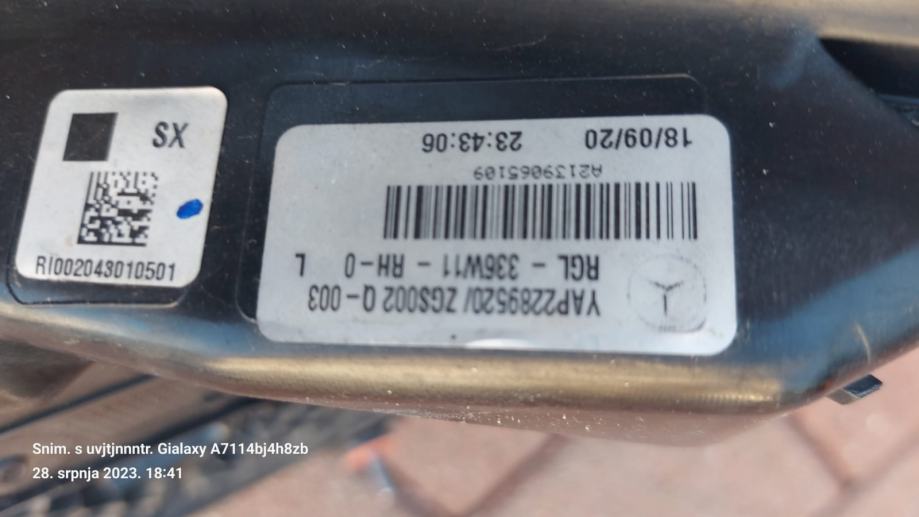 SX
RI002043010501
YAP2289520/ ZGS002 Q-003
RGL - 336W11 - RH-0 L
A2139065109
18/09/20 23:43:06
Snim. s uvjtjnnntr. Gialaxy A7114bj4h8zb
28. srpnja 2023. 18:41